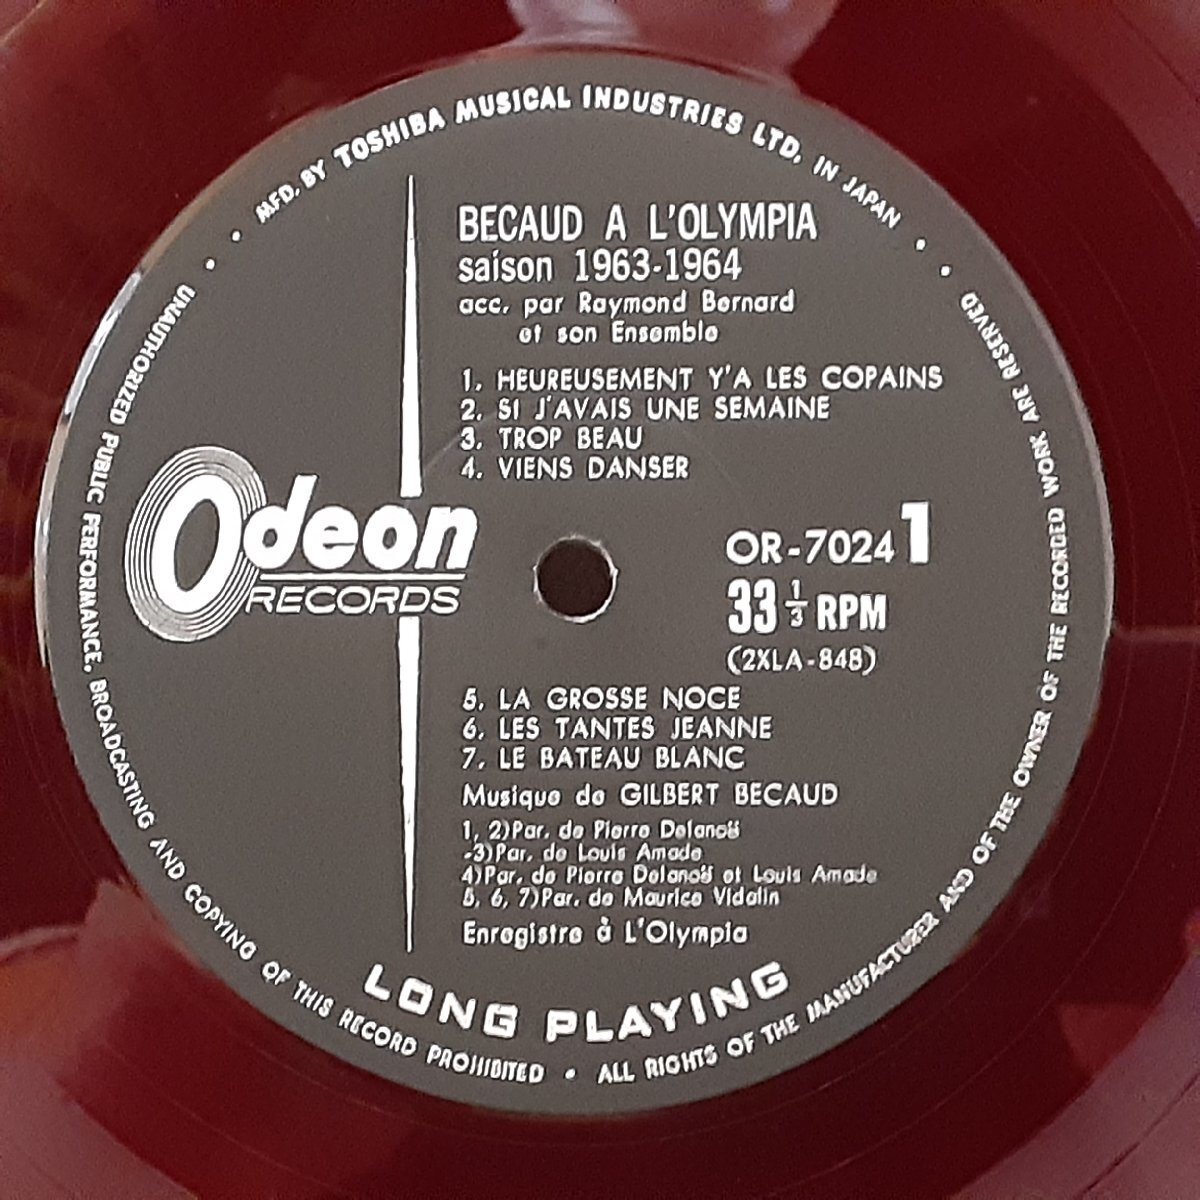 MFD. BY TOSHIBA MUSICAL INDUSTRIES LTD. IN JAPAN
BECAUD A L'OLYMPIA
saison 1963-1964
acc. par Raymond Bernard
et son Ensemble
1. HEUREUSEMENT Y'A LES COPAINS
2. SI J'AVAIS UNE SEMAINE
3. TROP BEAU
4. VIENS DANSER
Odeon
RECORDS
OR-7024 1
33 1/3 RPM
(2XLA-848)
5. LA GROSSE NOCE
6. LES TANTES JEANNE
7. LE BATEAU BLANC
Musique de GILBERT BECAUD
1, 2)Par. de Pierre Delanoë
3)Par. de Louis Amade
4)Par. de Pierre Delanoë et Louis Amade
5, 6, 7)Par. de Maurice Vidalin
Enregistre à L'Olympia
LONG PLAYING
UNAUTHORIZED PUBLIC PERFORMANCE, BROADCASTING AND COPYING OF THIS RECORD PROHIBITED • ALL RIGHTS OF THE MANUFACTURER AND OF THE OWNER OF THE RECORDED WORK ARE RESERVED